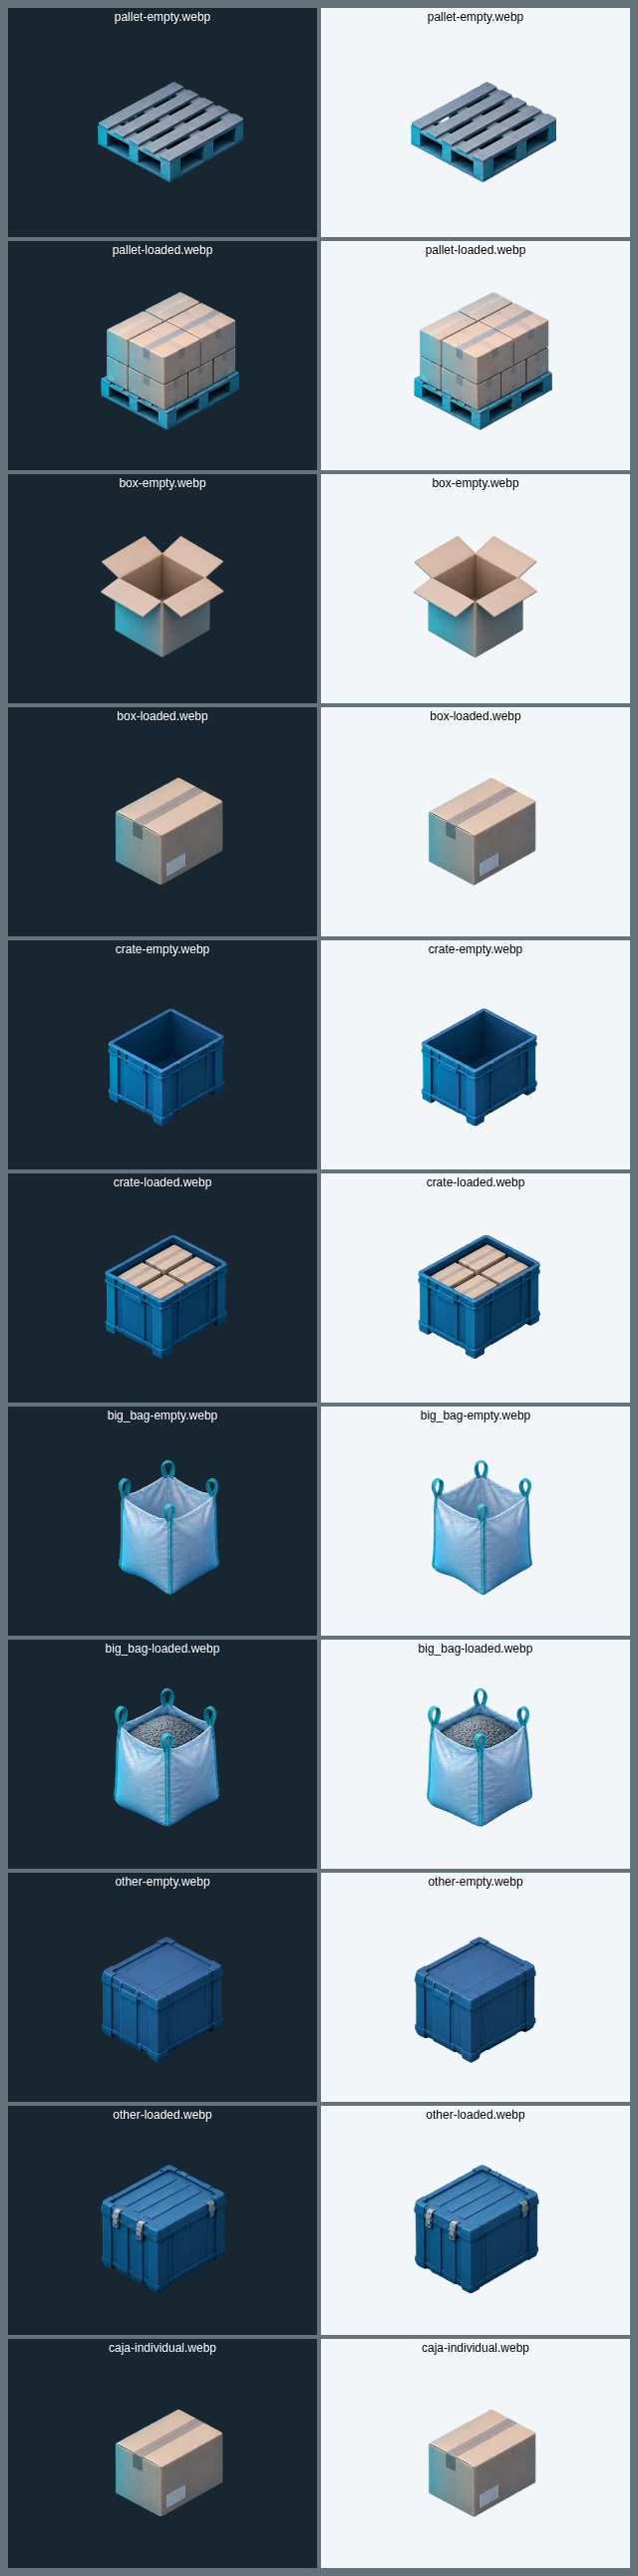 pallet-empty.webp
pallet-empty.webp
pallet-loaded.webp
pallet-loaded.webp
box-empty.webp
box-empty.webp
box-loaded.webp
box-loaded.webp
crate-empty.webp
crate-empty.webp
crate-loaded.webp
crate-loaded.webp
big_bag-empty.webp
big_bag-empty.webp
big_bag-loaded.webp
big_bag-loaded.webp
other-empty.webp
other-empty.webp
other-loaded.webp
other-loaded.webp
caja-individual.webp
caja-individual.webp